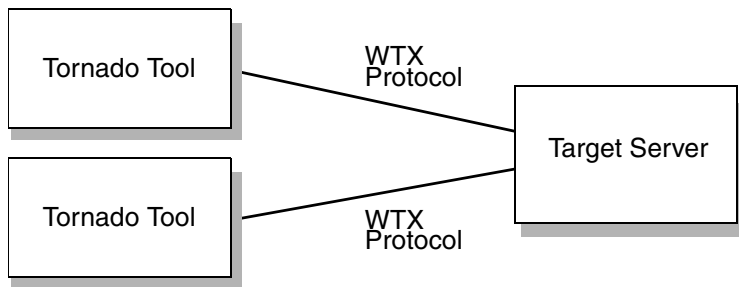 Tornado Tool
WTX
Protocol
Target Server
Tornado Tool
WTX
Protocol